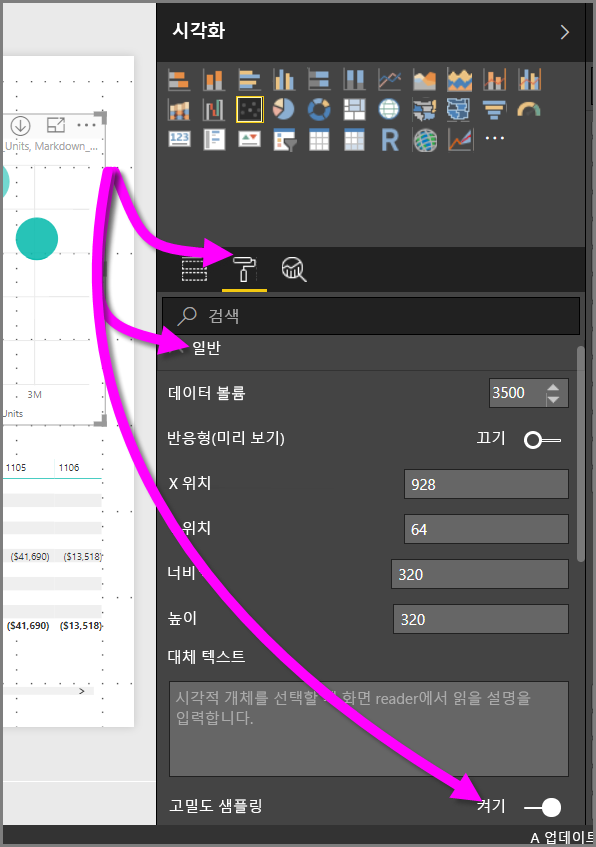 시각화
123
R
_Units, Markdown_...
검색
일반
데이터 볼륨
3500
반응형(미리 보기)
끄기
3M
Units
X 위치
928
위치
64
1105
1106
너비
320
($41,690)
($13,518)
높이
320
($41,690)
($13,518)
대체 텍스트
시각적 개체를 선택할 화면 reader에서 읽을 설명을
입력합니다.
고밀도 샘플링
켜기
A 업데이트